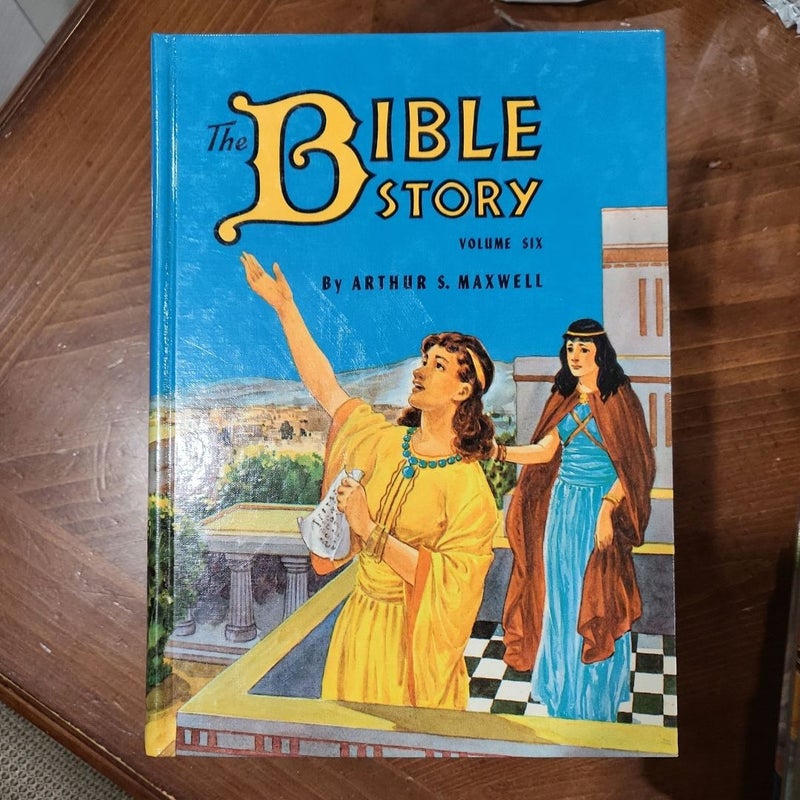 The BIBLE
STORY
VOLUME SIX
By ARTHUR S. MAXWELL